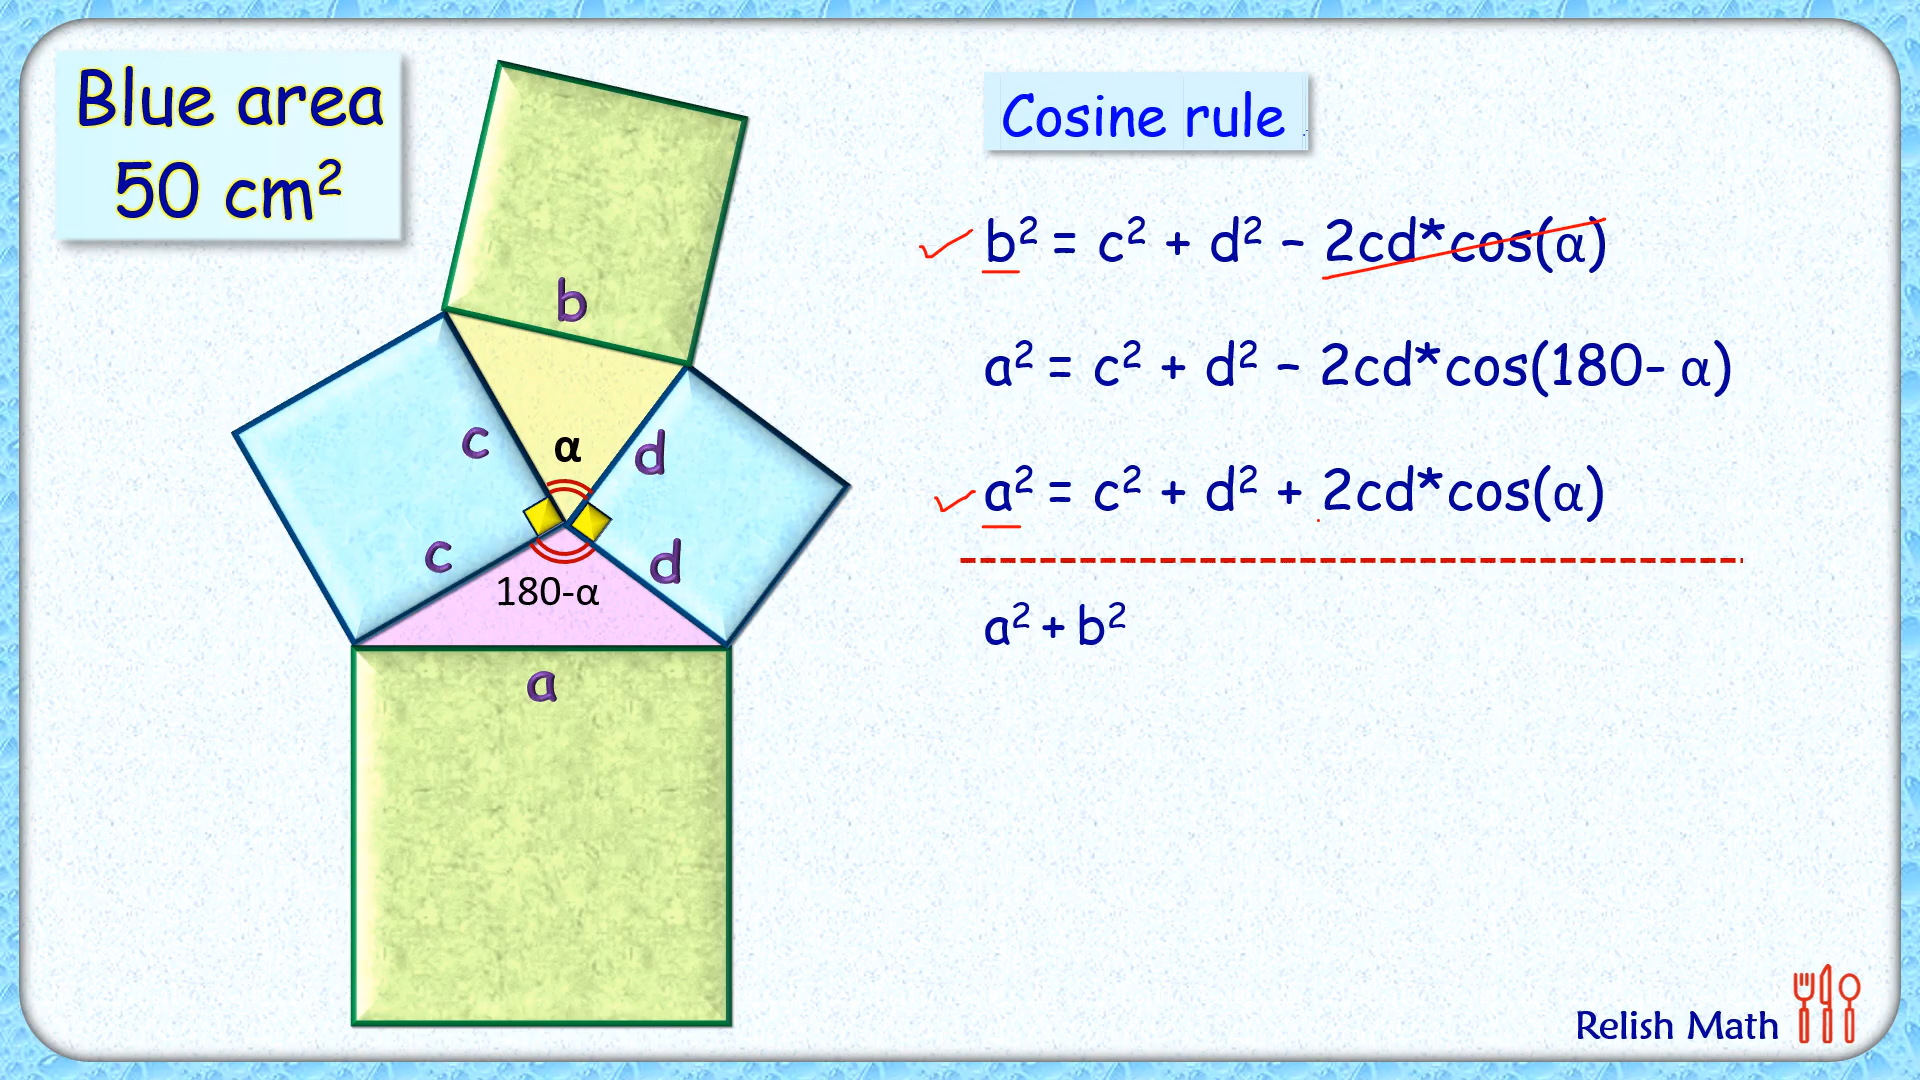 Blue area
50 cm²
Cosine rule
b² = c² + d² – 2cd*cos(α)
a² = c² + d² – 2cd*cos(180- α)
a² = c² + d² + 2cd*cos(α)
a² + b²
b
c
α
d
c
d
180-α
a
Relish Math